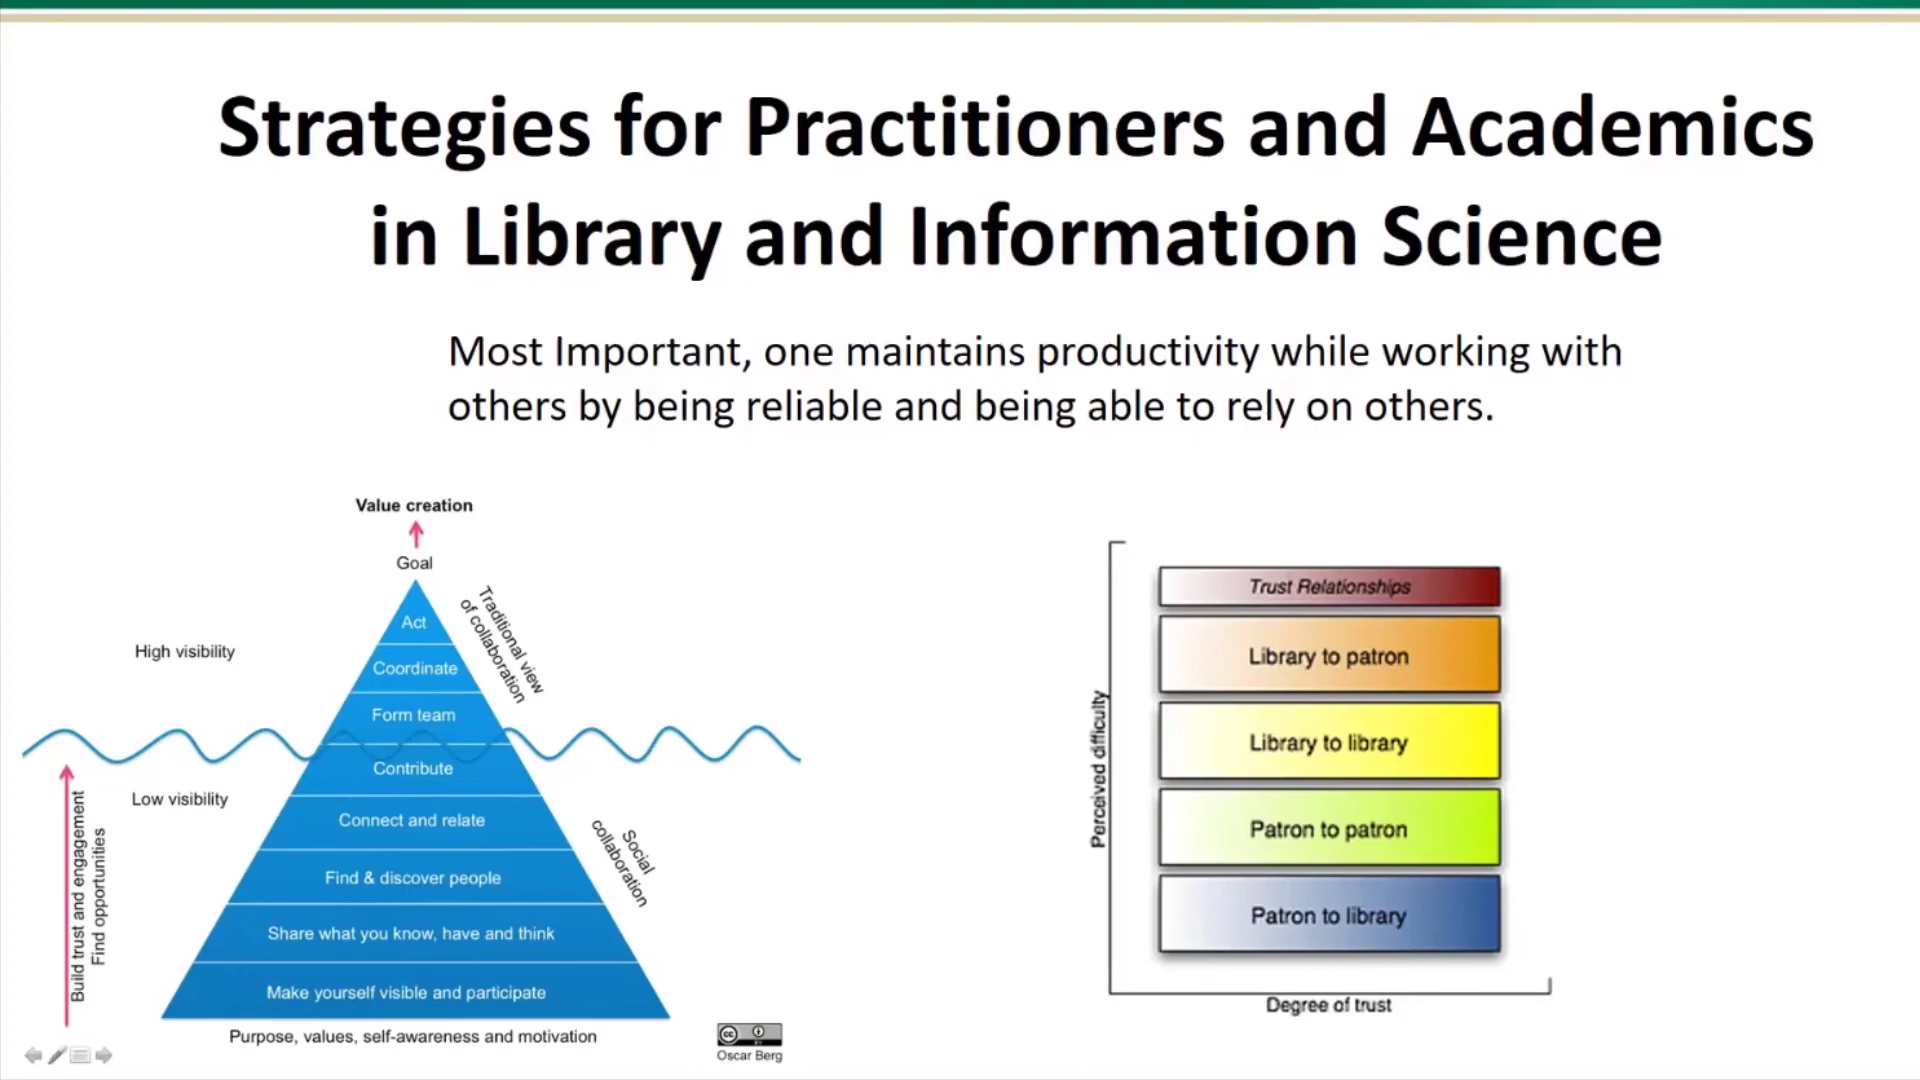 Strategies for Practitioners and Academics
in Library and Information Science
Most Important, one maintains productivity while working with
others by being reliable and being able to rely on others.
Value creation
Goal
Act
Coordinate
Form team
Contribute
Connect and relate
Find & discover people
Share what you know, have and think
Make yourself visible and participate
Purpose, values, self-awareness and motivation
High visibility
Low visibility
Traditional view
of collaboration
Social
collaboration
Build trust and engagement
Find opportunities
cc
BY
Oscar Berg
Perceived difficulty
Trust Relationships
Library to patron
Library to library
Patron to patron
Patron to library
Degree of trust